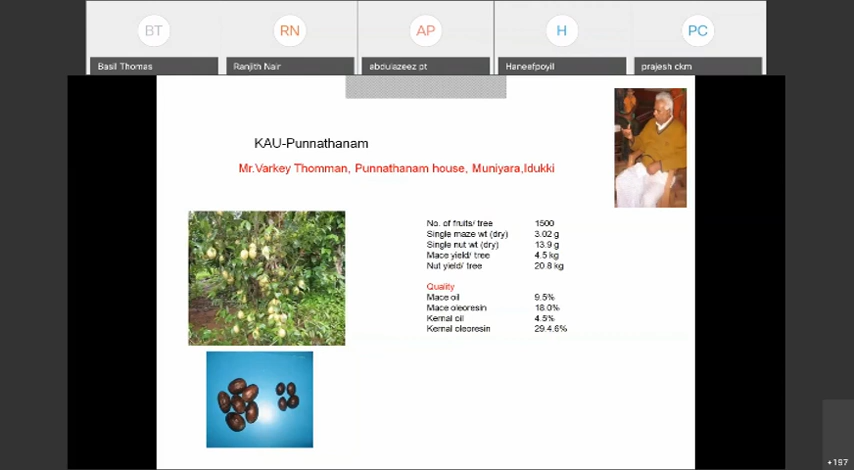 BT
RN
AP
H
PC
Basil Thomas
Ranjith Nair
abdulazeez pt
Haneefpoyil
prajesh ckm
KAU-Punnathanam
Mr.Varkey Thomman, Punnathanam house, Muniyara,Idukki
No. of fruits/ tree 1500
Single maze wt (dry) 3.02 g
Single nut wt (dry) 13.9 g
Mace yield/ tree 4.5 kg
Nut yield/ tree 20.8 kg
Quality
Mace oil 9.5%
Mace oleoresin 18.0%
Kernal oil 4.5%
Kernal oleoresin 29.4.6%
+197